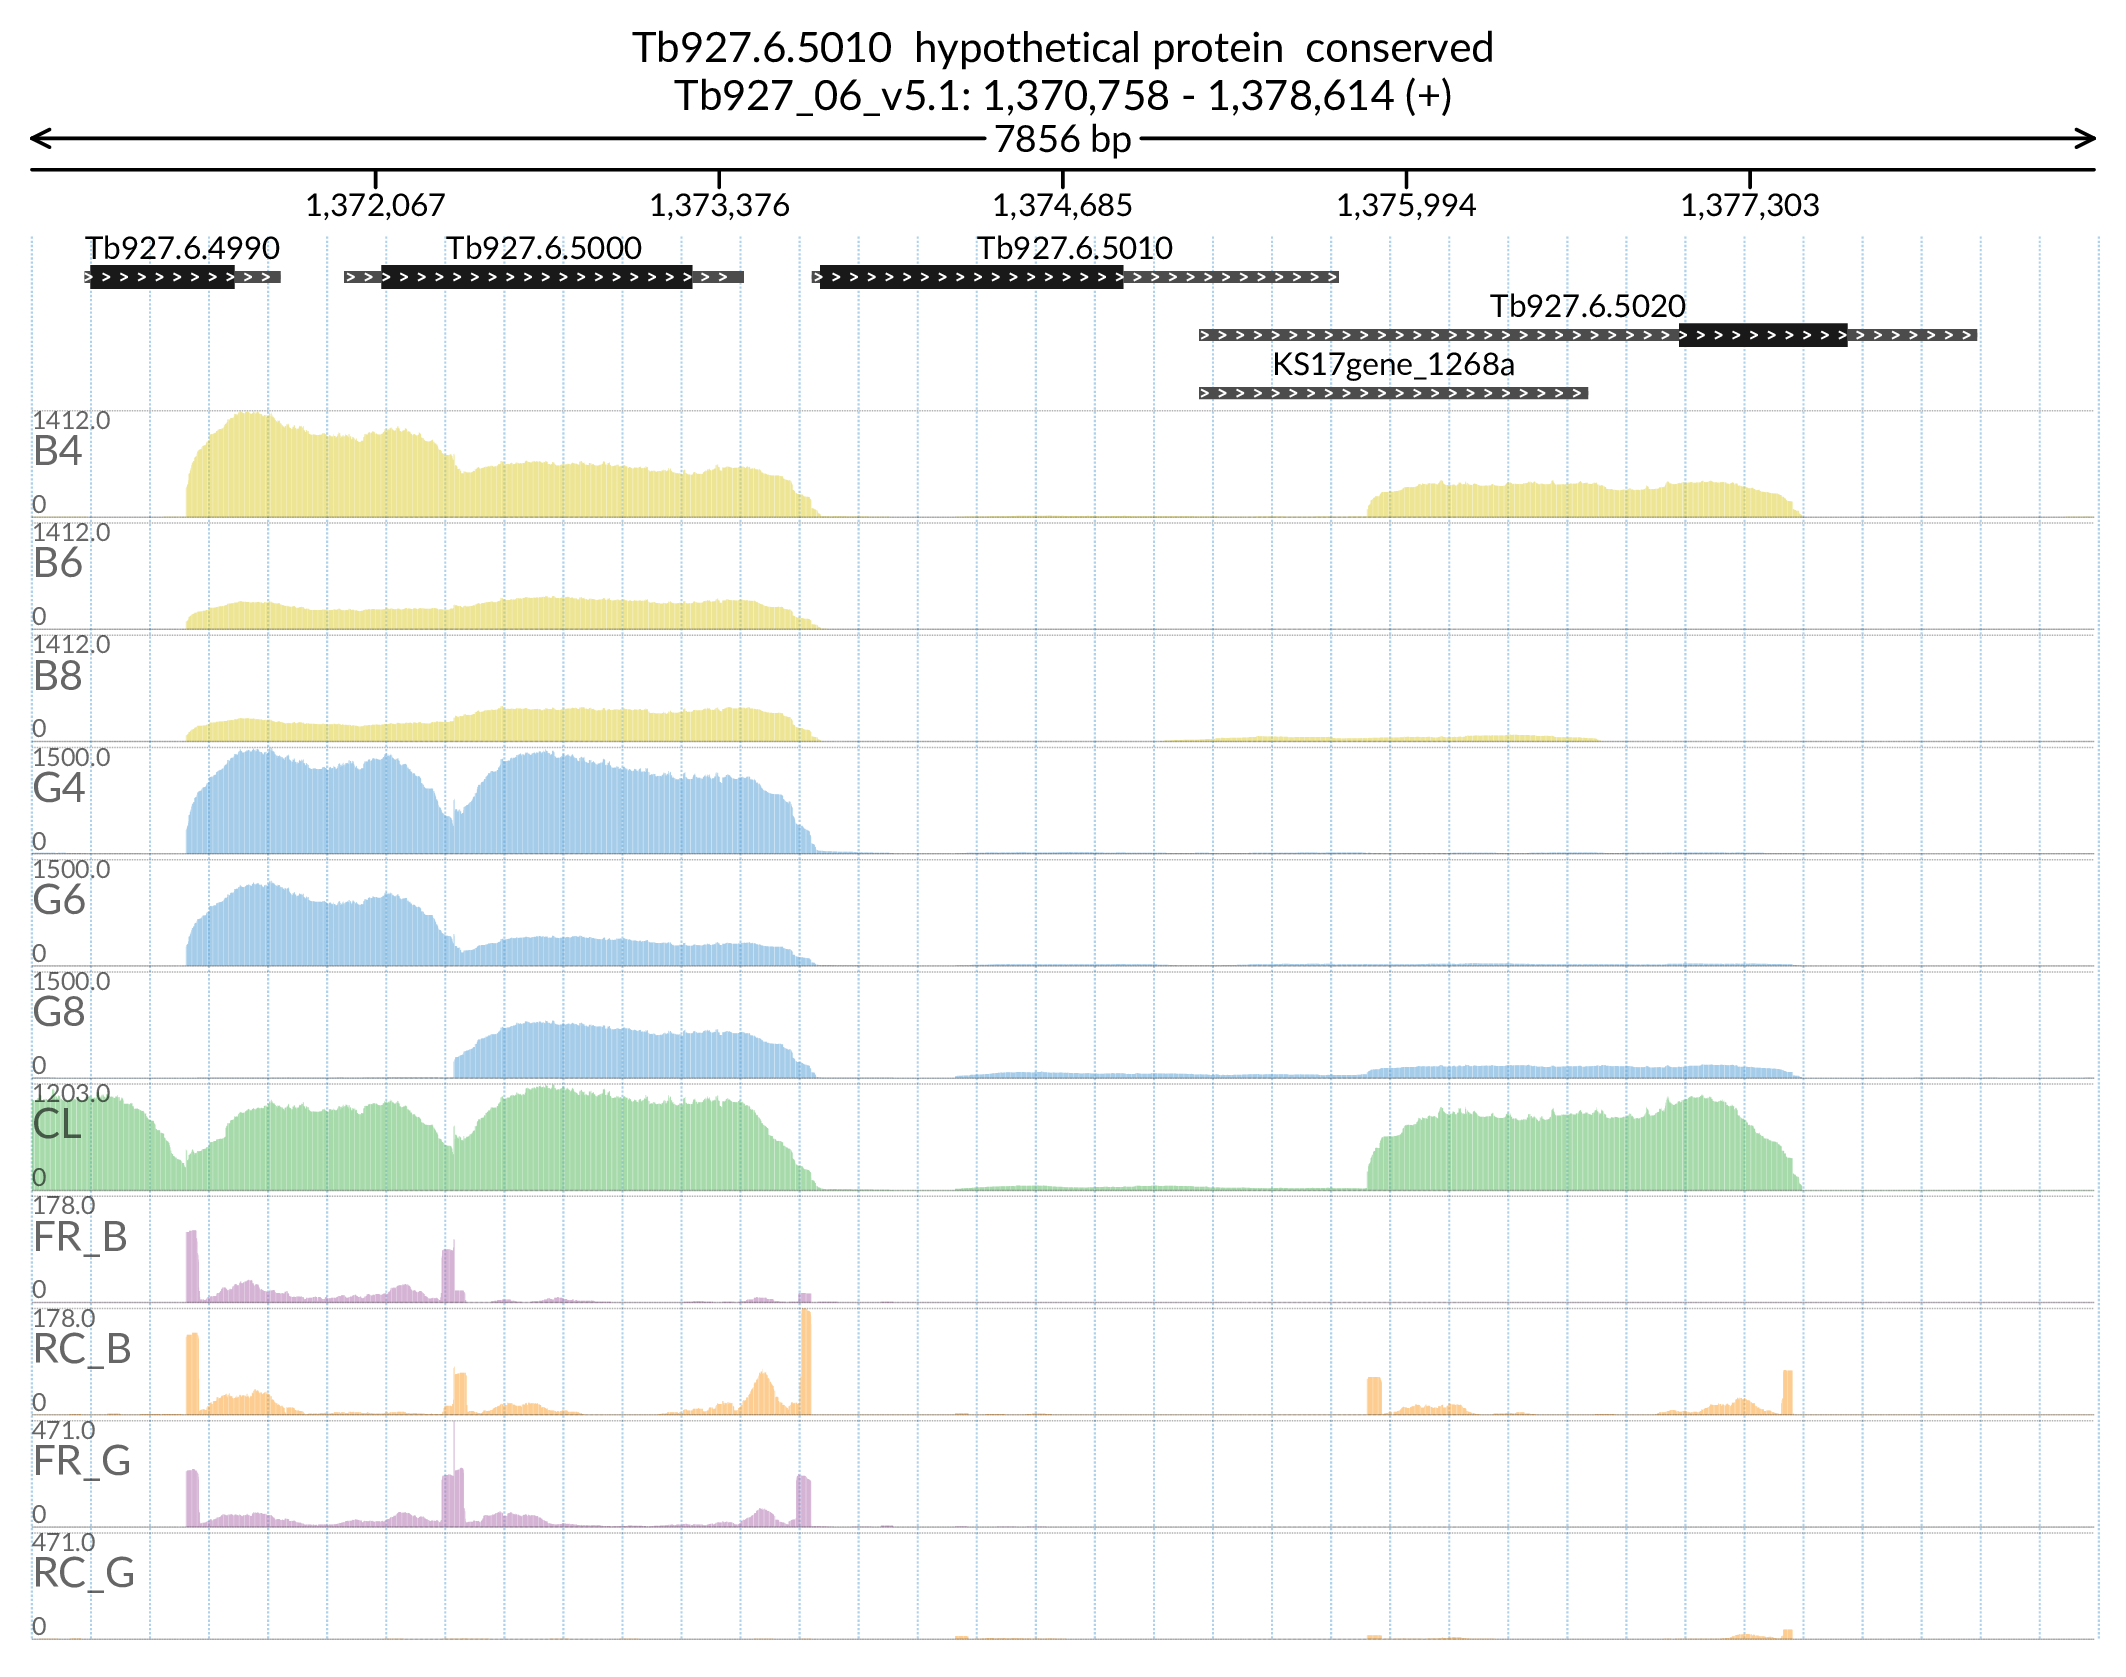 Tb927.6.5010 hypothetical protein conserved
Tb927_06_v5.1: 1,370,758 - 1,378,614 (+)
7856 bp
1,372,067 1,373,376 1,374,685 1,375,994 1,377,303
Tb927.6.4990 Tb927.6.5000 Tb927.6.5010
Tb927.6.5020
KS17gene_1268a
1412.0
B4
0
1412.0
B6
0
1412.0
B8
0
1500.0
G4
0
1500.0
G6
0
1500.0
G8
0
1203.0
CL
0
178.0
FR_B
0
178.0
RC_B
0
471.0
FR_G
0
471.0
RC_G
0